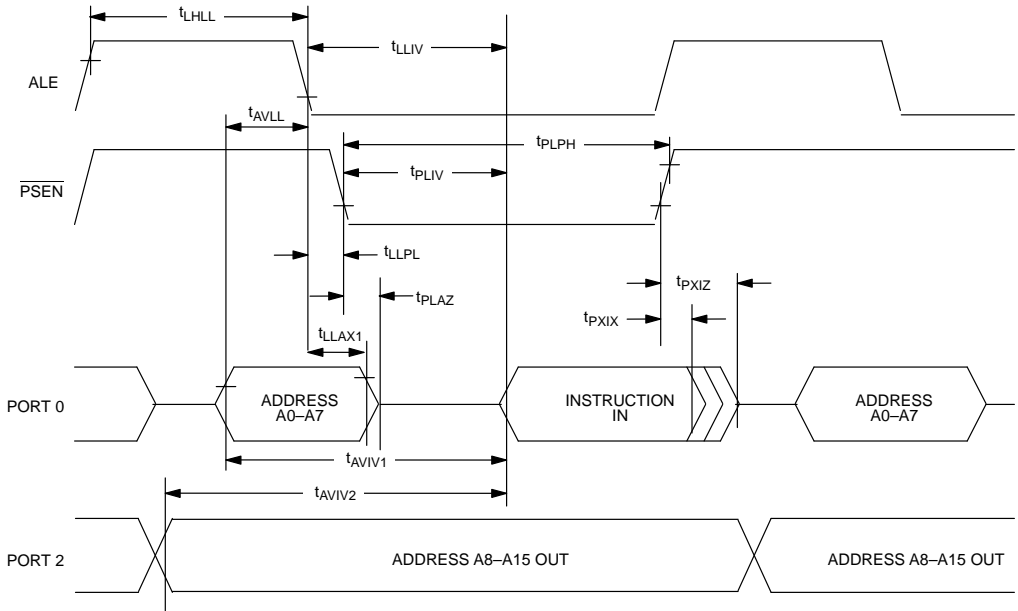 tLHLL
tLLIV
ALE
tAVLL
tPLPH
PSEN
tPLIV
tLLPL
tPXIZ
tPLAZ
tPXIX
tLLAX1
PORT 0
ADDRESS
A0–A7
INSTRUCTION
IN
ADDRESS
A0–A7
tAVIV1
tAVIV2
PORT 2
ADDRESS A8–A15 OUT
ADDRESS A8–A15 OUT